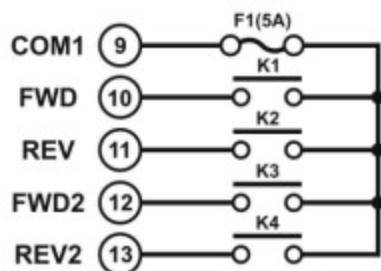 F1(5A)
COM1 9
K1
FWD 10
K2
REV 11
K3
FWD2 12
K4
REV2 13